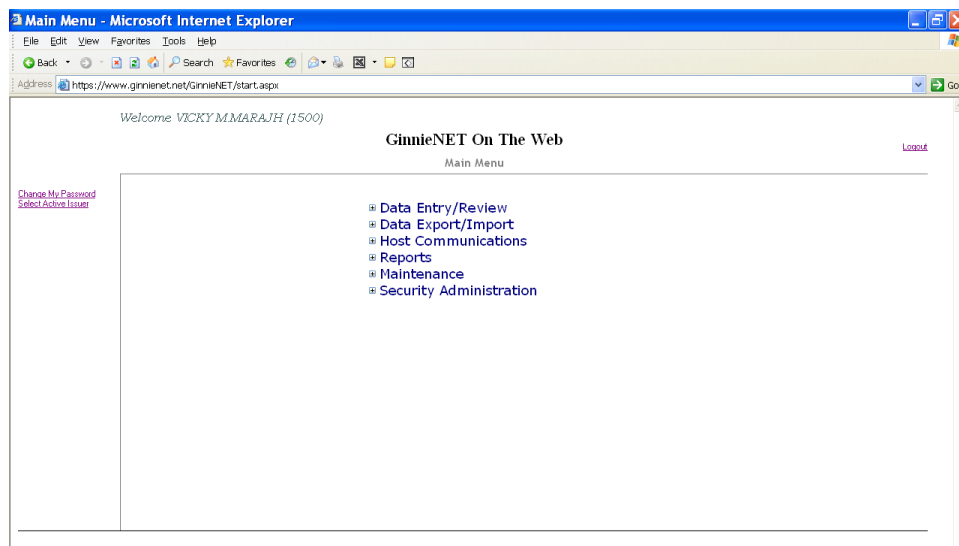 Main Menu - Microsoft Internet Explorer
File Edit View Favorites Tools Help
Back Search Favorites
Address https://www.ginnienet.net/GinnieNET/start.aspx Go
Welcome VICKY M.MARAJH (1500)
GinnieNET On The Web
Logout
Main Menu
Change My Password
Select Active Issuer
Data Entry/Review
Data Export/Import
Host Communications
Reports
Maintenance
Security Administration